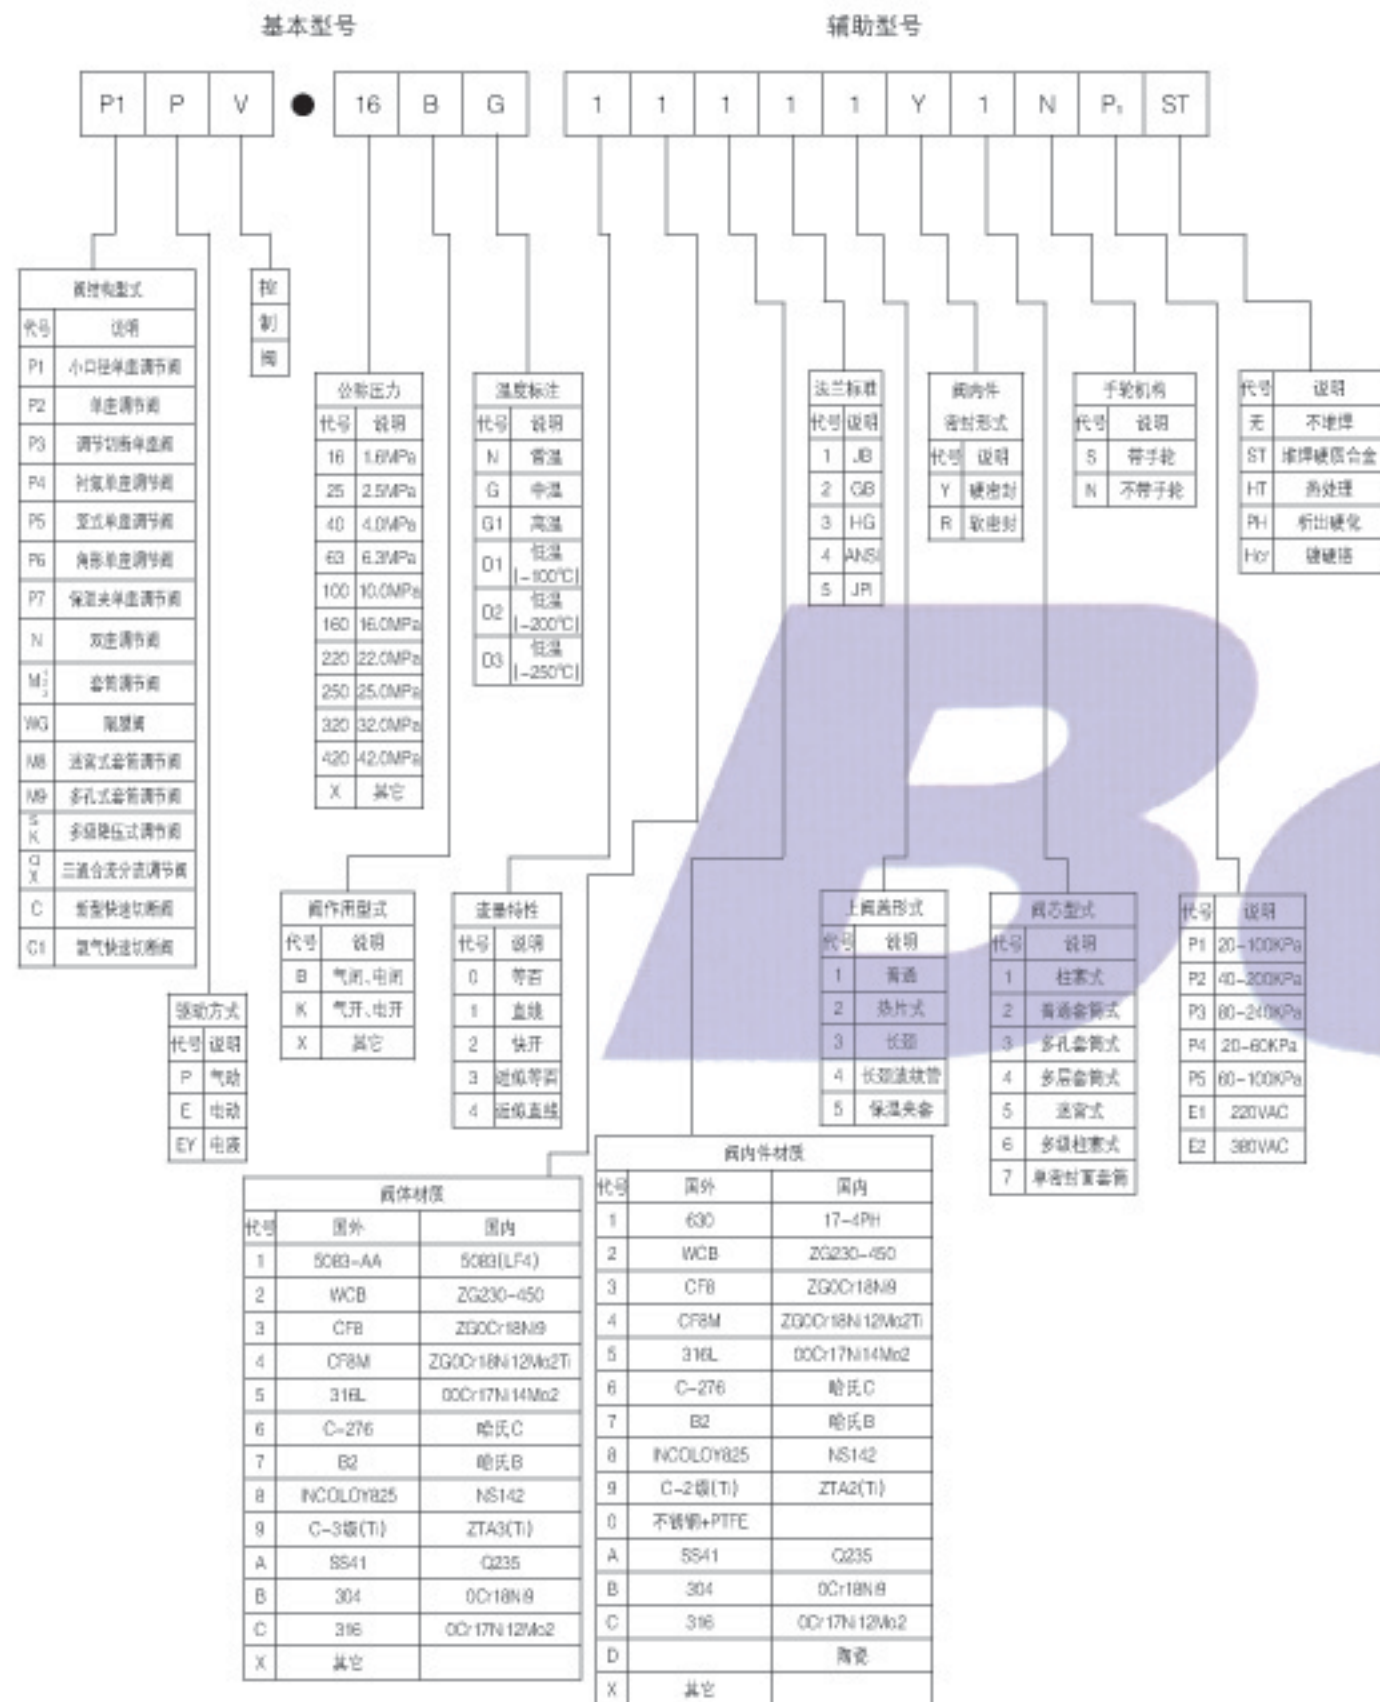 基本型号 辅助型号
P1 P V ● 16 B G 1 1 1 1 1 Y 1 N P₁ ST
阀结构型式
代号 说明
P1 小口径单座调节阀
P2 单座调节阀
P3 调节切断单座阀
P4 衬氟单座调节阀
P5 单座调节阀
P6 角形单座调节阀
P7 保温夹单座调节阀
N 双座调节阀
M 套筒调节阀
WG 隔膜阀
M8 迷宫式套筒调节阀
M9 多孔式套筒调节阀
S K 多级降压式调节阀
Q X 三通合流分流调节阀
C 新型快速切断阀
C1 氧气快速切断阀
控
制
阀
驱动方式
代号 说明
P 气动
E 电动
EY 电液
公称压力
代号 说明
16 1.6MPa
25 2.5MPa
40 4.0MPa
63 6.3MPa
100 10.0MPa
160 16.0MPa
220 22.0MPa
250 25.0MPa
320 32.0MPa
420 42.0MPa
X 其它
温度标注
代号 说明
N 常温
G 中温
G1 高温
D1 低温
(-100℃)
D2 低温
(-200℃)
D3 低温
(-250℃)
法兰标准
代号 说明
1 JB
2 GB
3 HG
4 ANSI
5 JPI
阀内件
密封形式
代号 说明
Y 硬密封
R 软密封
手轮机构
代号 说明
S 带手轮
N 不带手轮
代号 说明
无 不堆焊
ST 堆焊硬质合金
HT 热处理
PH 析出硬化
Hcr 镀硬铬
阀作用型式
代号 说明
B 气闭、电闭
K 气开、电开
X 其它
流量特性
代号 说明
0 等百
1 直线
2 快开
3 近似等百
4 近似直线
上阀盖形式
代号 说明
1 普通
2 热片式
3 长颈
4 长颈波纹管
5 保温夹套
阀芯型式
代号 说明
1 柱塞式
2 普通套筒式
3 多孔套筒式
4 多层套筒式
5 迷宫式
6 多级柱塞式
7 单密封面套筒
代号 说明
P1 20-100KPa
P2 40-200KPa
P3 80-240KPa
P4 20-60KPa
P5 60-100KPa
E1 220VAC
E2 380VAC
阀体材质
代号 国外 国内
1 5083-AA 5083(LF4)
2 WCB ZG230-450
3 CF8 ZG0Cr18Ni9
4 CF8M ZG0Cr18Ni12Mo2Ti
5 316L 00Cr17Ni14Mo2
6 C-276 哈氏C
7 B2 哈氏B
8 INCOLOY825 NS142
9 C-3级(Ti) ZTA3(Ti)
A SS41 Q235
B 304 0Cr18Ni9
C 316 0Cr17Ni12Mo2
X 其它
阀内件材质
代号 国外 国内
1 630 17-4PH
2 WCB ZG230-450
3 CF8 ZG0Cr18Ni9
4 CF8M ZG0Cr18Ni12Mo2Ti
5 316L 00Cr17Ni14Mo2
6 C-276 哈氏C
7 B2 哈氏B
8 INCOLOY825 NS142
9 C-2级(Ti) ZTA2(Ti)
0 不锈钢+PTFE
A SS41 Q235
B 304 0Cr18Ni9
C 316 0Cr17Ni12Mo2
D 陶瓷
X 其它